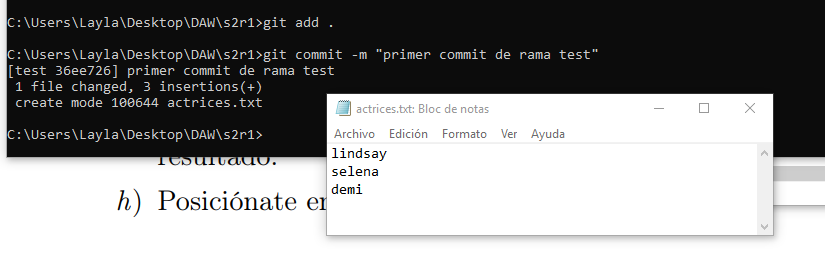 C:\Users\Layla\Desktop\DAW\s2r1>git add .
C:\Users\Layla\Desktop\DAW\s2r1>git commit -m "primer commit de rama test"
[test 36ee726] primer commit de rama test
1 file changed, 3 insertions(+)
create mode 100644 actrices.txt
C:\Users\Layla\Desktop\DAW\s2r1>
actrices.txt: Bloc de notas
Archivo Edición Formato Ver Ayuda
lindsay
selena
demi
resultado.
h) Posiciónate en